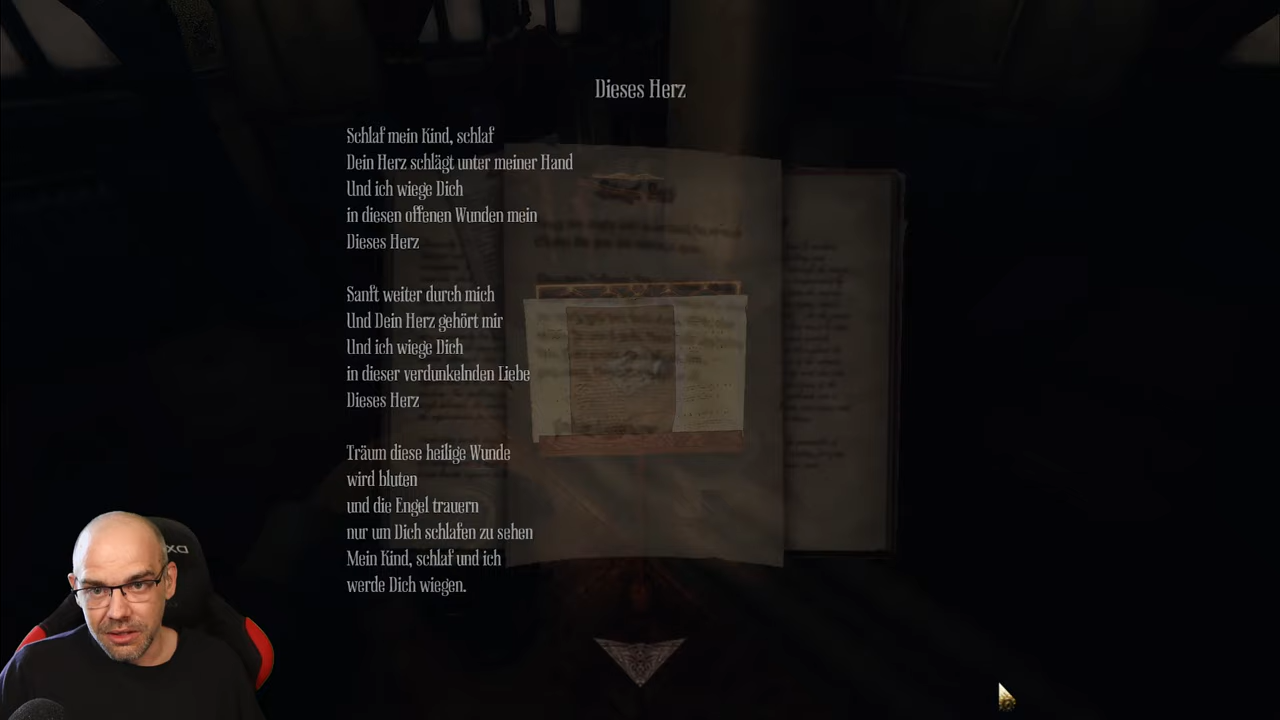 Dieses Herz
Schlaf mein Kind, schlaf
Dein Herz schlägt unter meiner Hand
Und ich wiege Dich
in diesen offenen Wunden mein
Dieses Herz
Sanft weiter durch mich
Und Dein Herz gehört mir
Und ich wiege Dich
in dieser verdunkelnden Liebe
Dieses Herz
Träum diese heilige Wunde
wird bluten
und die Engel trauern
nur um Dich schlafen zu sehen
Mein Kind, schlaf und ich
werde Dich wiegen.